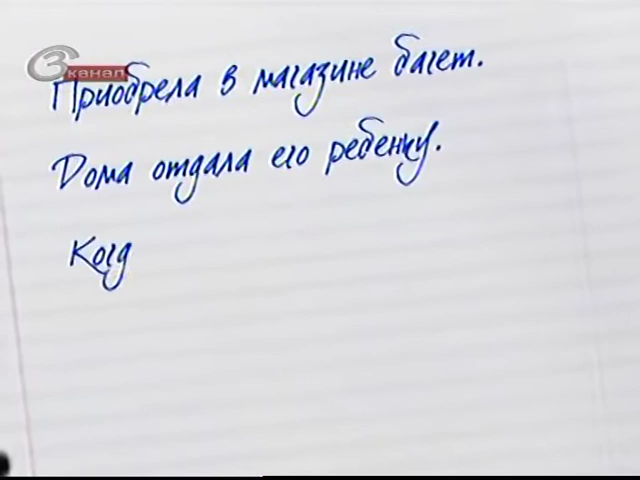 3 канал
Приобрела в магазине багет.
Дома отдала его ребенку.
Когд